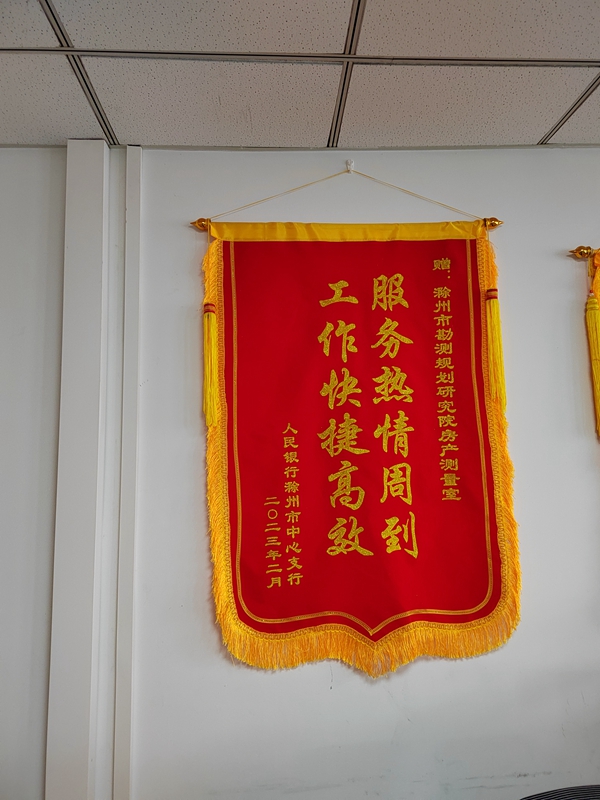 赠：滁州市勘测规划研究院房产测量室
服务热情周到
工作快捷高效
人民银行滁州市中心支行
二〇二三年二月